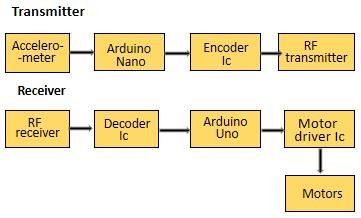 Transmitter
Accelero-
-meter
Arduino
Nano
Encoder
Ic
RF
transmitter
Receiver
RF
receiver
Decoder
Ic
Arduino
Uno
Motor
driver Ic
Motors